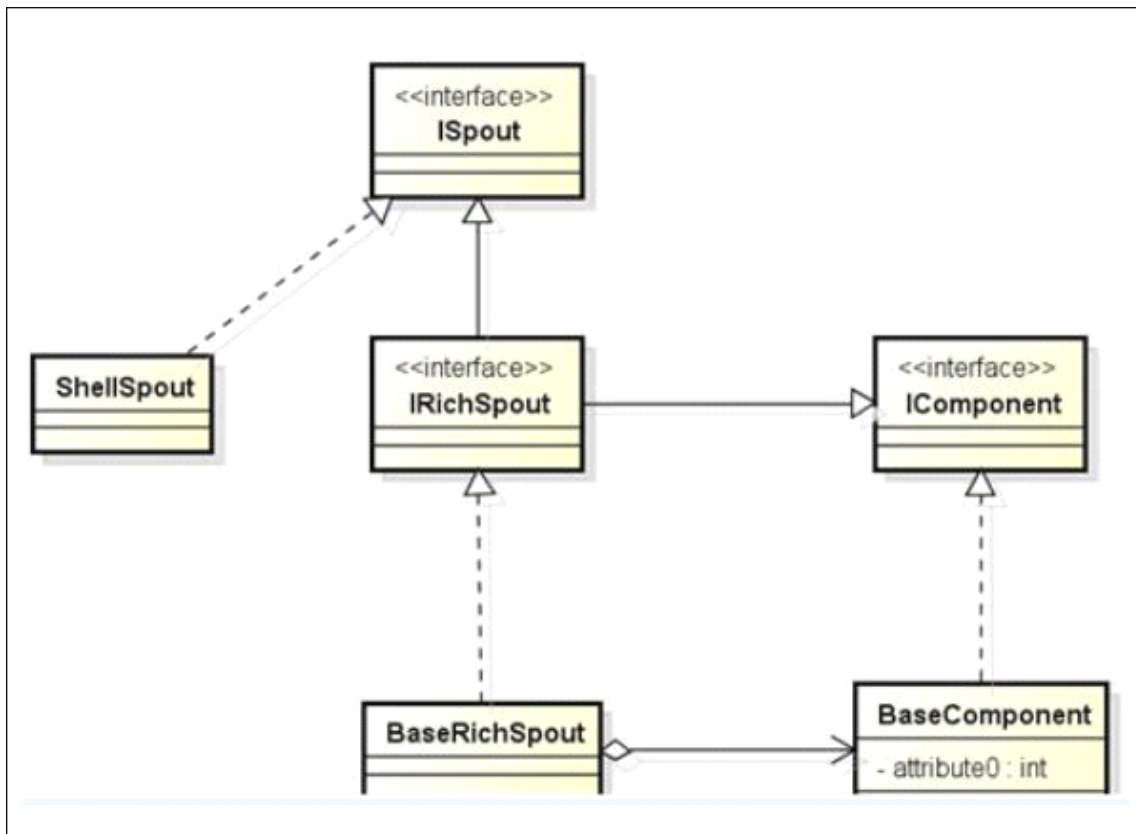 <<interface>>
ISpout
ShellSpout
<<interface>>
IRichSpout
<<interface>>
IComponent
BaseRichSpout
BaseComponent
- attribute0 : int